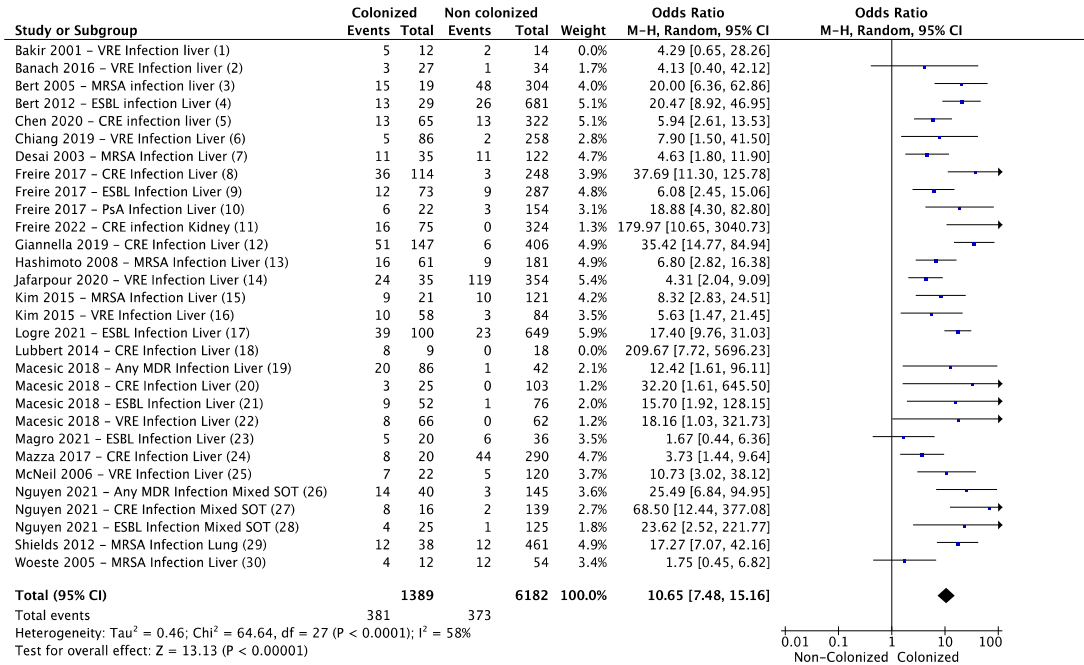 Colonized Non colonized Odds Ratio Odds Ratio
Study or Subgroup Events Total Events Total Weight M-H, Random, 95% CI M-H, Random, 95% CI
Bakir 2001 – VRE Infection liver (1) 5 12 2 14 0.0% 4.29 [0.65, 28.26]
Banach 2016 – VRE Infection liver (2) 3 27 1 34 1.7% 4.13 [0.40, 42.12]
Bert 2005 – MRSA infection liver (3) 15 19 48 304 4.0% 20.00 [6.36, 62.86]
Bert 2012 – ESBL infection Liver (4) 13 29 26 681 5.1% 20.47 [8.92, 46.95]
Chen 2020 – CRE infection liver (5) 13 65 13 322 5.1% 5.94 [2.61, 13.53]
Chiang 2019 – VRE Infection Liver (6) 5 86 2 258 2.8% 7.90 [1.50, 41.50]
Desai 2003 – MRSA Infection Liver (7) 11 35 11 122 4.7% 4.63 [1.80, 11.90]
Freire 2017 – CRE Infection Liver (8) 36 114 3 248 3.9% 37.69 [11.30, 125.78]
Freire 2017 – ESBL Infection Liver (9) 12 73 9 287 4.8% 6.08 [2.45, 15.06]
Freire 2017 – PsA Infection Liver (10) 6 22 3 154 3.1% 18.88 [4.30, 82.80]
Freire 2022 – CRE infection Kidney (11) 16 75 0 324 1.3% 179.97 [10.65, 3040.73]
Giannella 2019 – CRE Infection Liver (12) 51 147 6 406 4.9% 35.42 [14.77, 84.94]
Hashimoto 2008 – MRSA Infection Liver (13) 16 61 9 181 4.9% 6.80 [2.82, 16.38]
Jafarpour 2020 – VRE Infection Liver (14) 24 35 119 354 5.4% 4.31 [2.04, 9.09]
Kim 2015 – MRSA Infection Liver (15) 9 21 10 121 4.2% 8.32 [2.83, 24.51]
Kim 2015 – VRE Infection Liver (16) 10 58 3 84 3.5% 5.63 [1.47, 21.45]
Logre 2021 – ESBL Infection Liver (17) 39 100 23 649 5.9% 17.40 [9.76, 31.03]
Lubbert 2014 – CRE Infection Liver (18) 8 9 0 18 0.0% 209.67 [7.72, 5696.23]
Macesic 2018 – Any MDR Infection Liver (19) 20 86 1 42 2.1% 12.42 [1.61, 96.11]
Macesic 2018 – CRE Infection Liver (20) 3 25 0 103 1.2% 32.20 [1.61, 645.50]
Macesic 2018 – ESBL Infection Liver (21) 9 52 1 76 2.0% 15.70 [1.92, 128.15]
Macesic 2018 – VRE Infection Liver (22) 8 66 0 62 1.3% 18.16 [1.03, 321.73]
Magro 2021 – ESBL Infection Liver (23) 5 20 6 36 3.5% 1.67 [0.44, 6.36]
Mazza 2017 – CRE Infection Liver (24) 8 20 44 290 4.6% 3.73 [1.44, 9.64]
McNeil 2006 – VRE Infection Liver (25) 7 22 5 120 3.7% 10.73 [3.02, 38.12]
Nguyen 2021 – Any MDR Infection Mixed SOT (26) 14 40 3 145 3.6% 25.49 [6.84, 94.95]
Nguyen 2021 – CRE Infection Mixed SOT (27) 8 16 2 139 2.7% 68.50 [12.44, 377.08]
Nguyen 2021 – ESBL Infection Mixed SOT (28) 4 25 1 125 1.8% 23.62 [2.52, 221.77]
Shields 2012 – MRSA Infection Lung (29) 12 38 12 461 4.9% 17.27 [7.07, 42.16]
Woeste 2005 – MRSA Infection Liver (30) 4 12 12 54 3.4% 1.75 [0.45, 6.82]
Total (95% CI) 1389 6182 100.0% 10.65 [7.48, 15.16]
Total events 381 373
Heterogeneity: Tau² = 0.46; Chi² = 64.64, df = 27 (P < 0.0001); I² = 58%
Test for overall effect: Z = 13.13 (P < 0.00001)
0.01 0.1 1 10 100
Non-Colonized Colonized